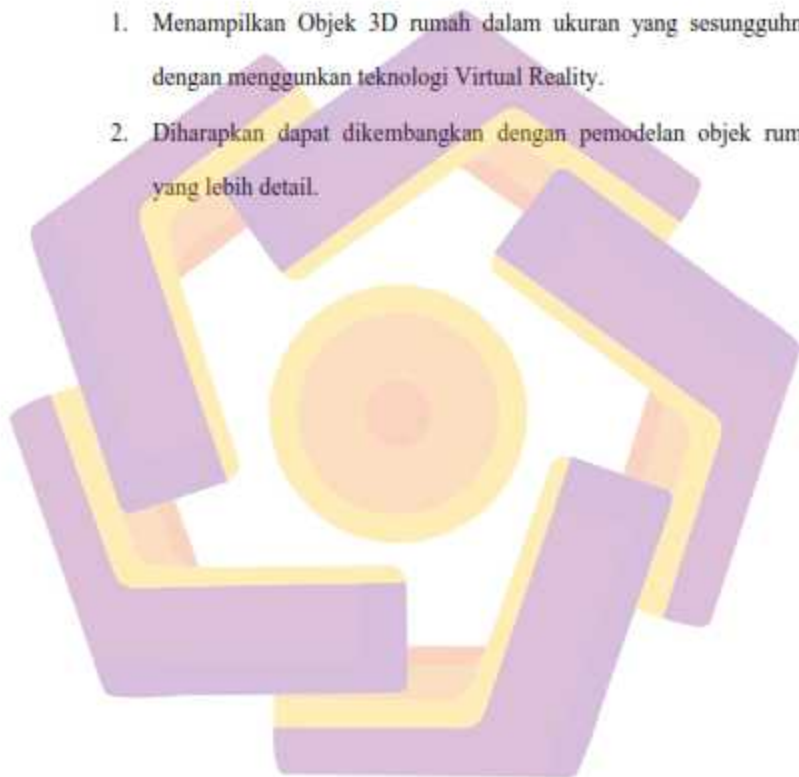 1. Menampilkan Objek 3D rumah dalam ukuran yang sesungguhn
dengan menggunkan teknologi Virtual Reality.
2. Diharapkan dapat dikembangkan dengan pemodelan objek rum
yang lebih detail.